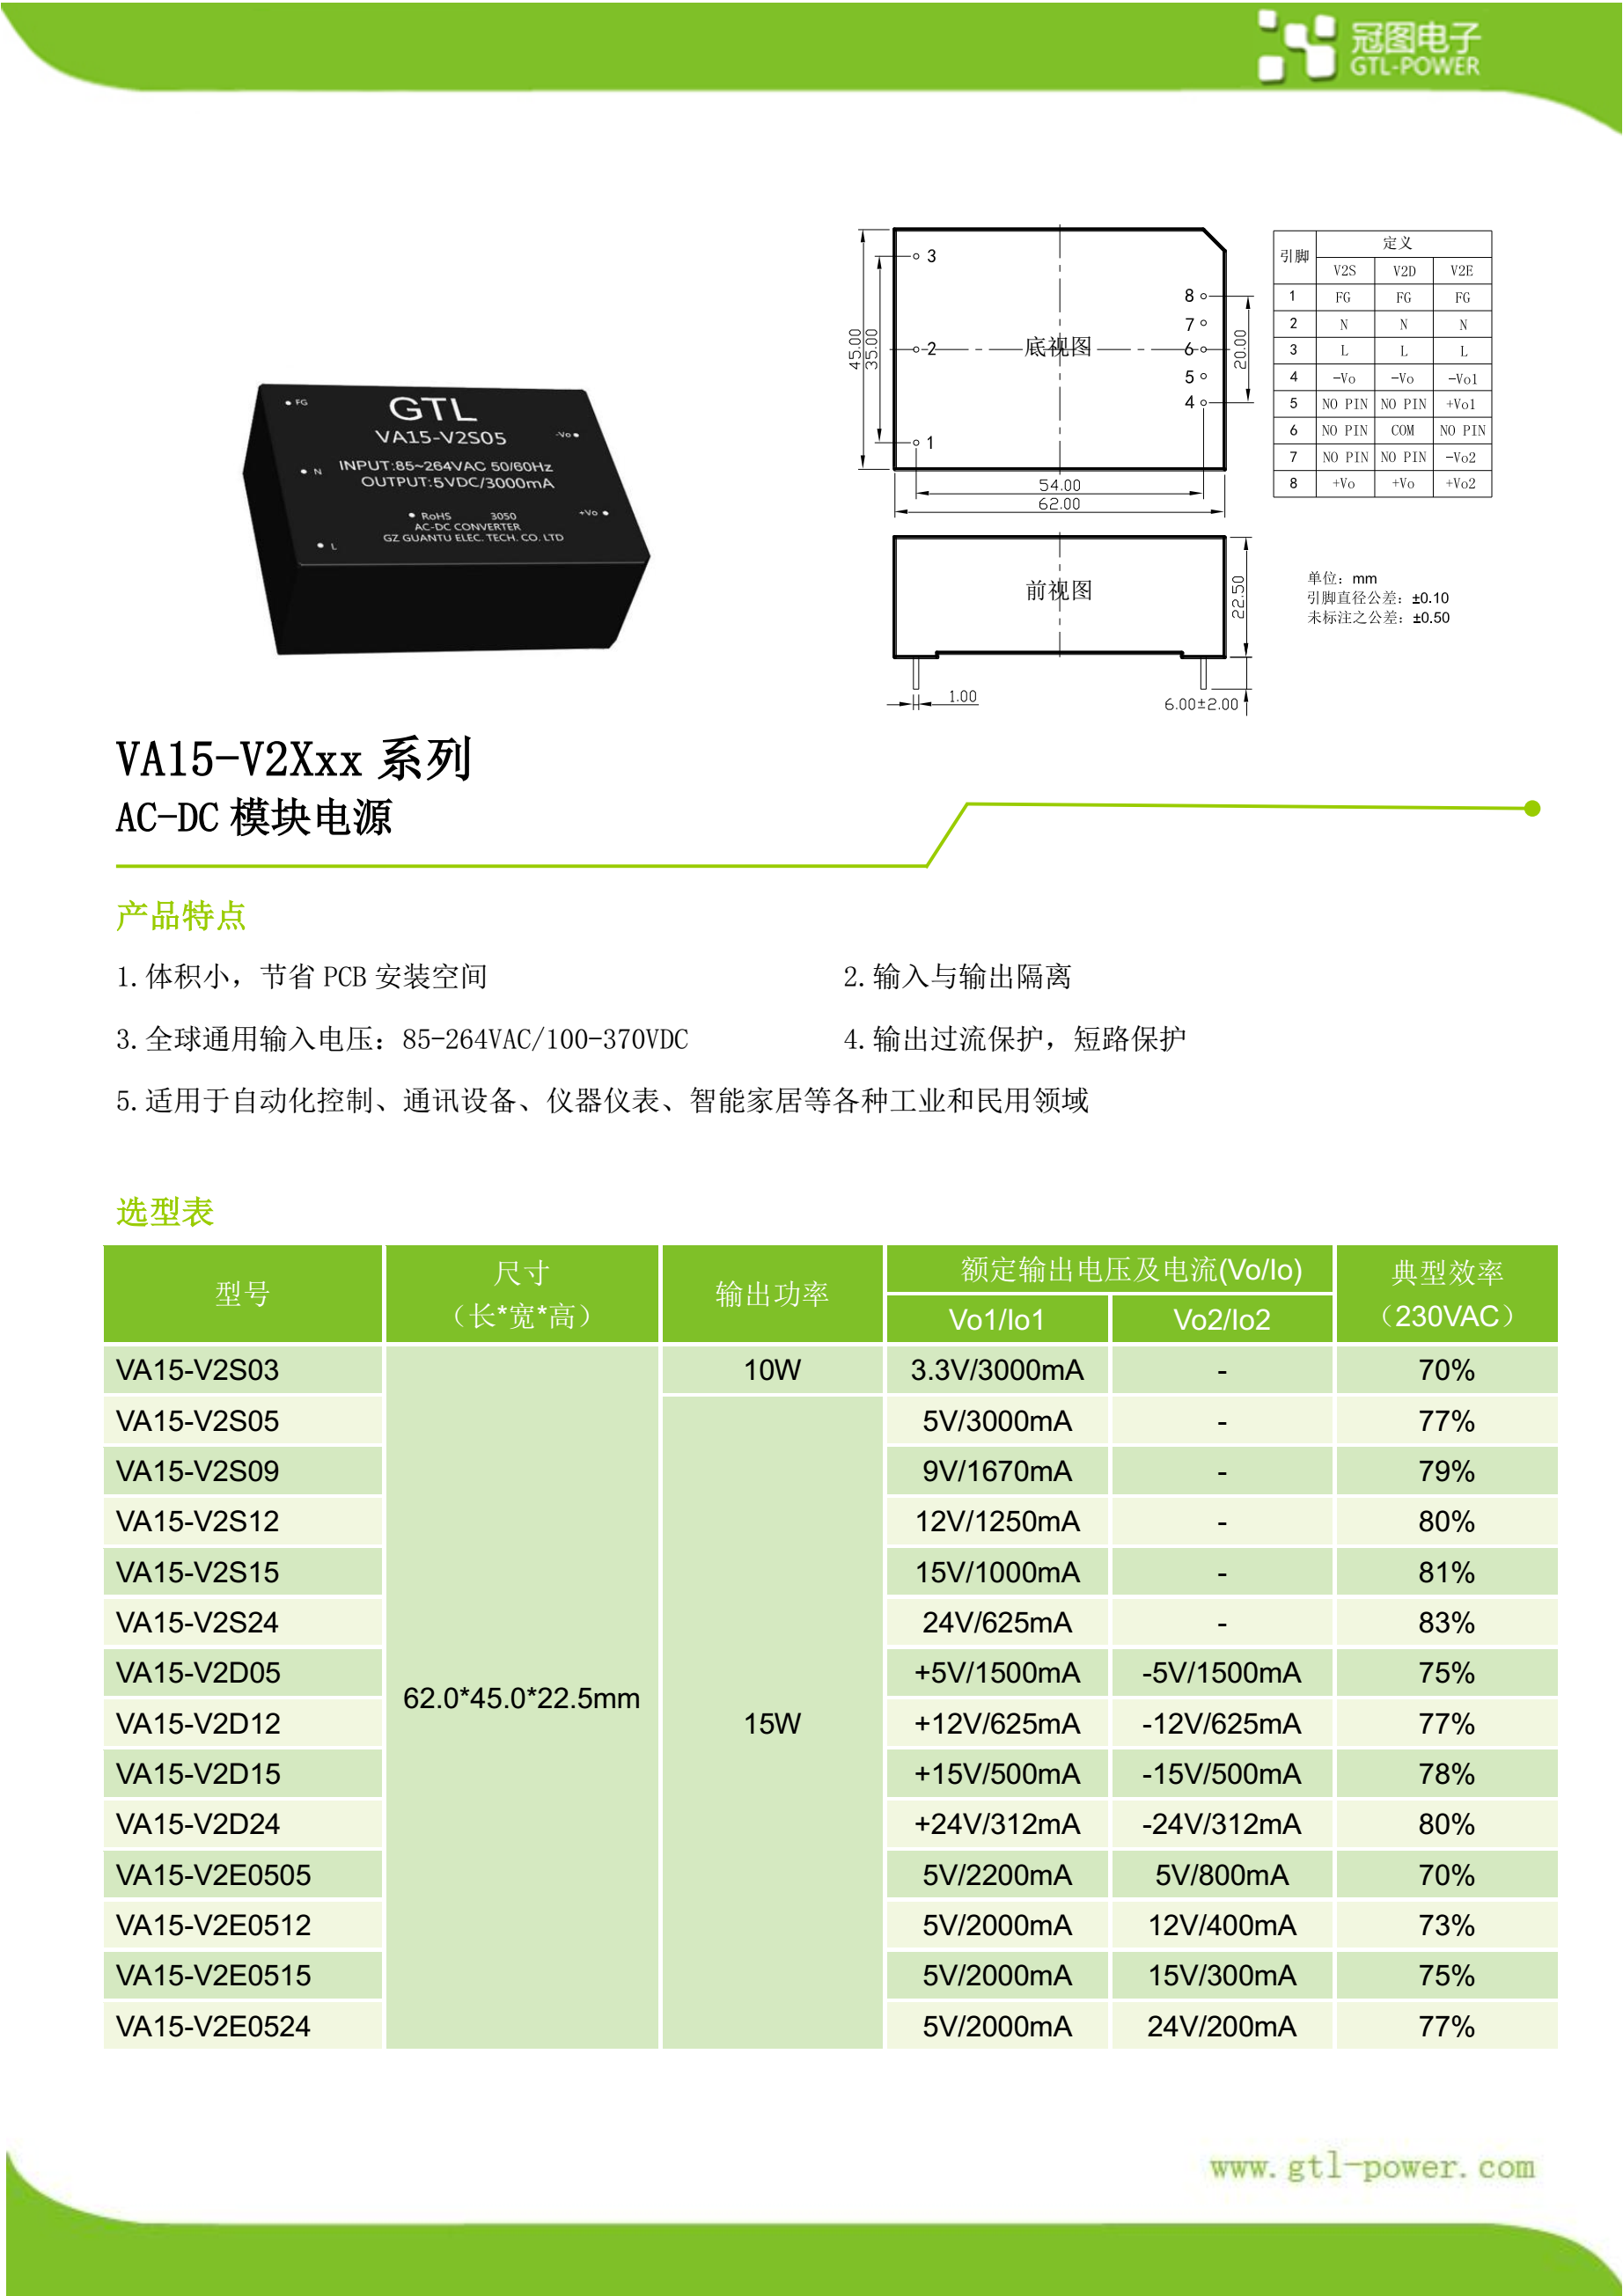 冠图电子
GTL-POWER
FG
GTL
VA15-V2S05
-Vo
N
INPUT:85~264VAC 50/60Hz
OUTPUT:5VDC/3000mA
RoHS 3050
+Vo
AC-DC CONVERTER
GZ GUANTU ELEC. TECH. CO. LTD
L
3
8
7
2
底视图
6
5
4
1
45.00
35.00
20.00
54.00
62.00
前视图
22.50
1.00
6.00±2.00
引脚 定义
V2S V2D V2E
1 FG FG FG
2 N N N
3 L L L
4 -Vo -Vo -Vo1
5 NO PIN NO PIN +Vo1
6 NO PIN COM NO PIN
7 NO PIN NO PIN -Vo2
8 +Vo +Vo +Vo2
单位：mm
引脚直径公差：±0.10
未标注之公差：±0.50
VA15-V2Xxx 系列
AC-DC 模块电源
产品特点
1.体积小，节省 PCB 安装空间 2.输入与输出隔离
3.全球通用输入电压：85-264VAC/100-370VDC 4.输出过流保护，短路保护
5.适用于自动化控制、通讯设备、仪器仪表、智能家居等各种工业和民用领域
选型表
型号 尺寸（长*宽*高） 输出功率 额定输出电压及电流(Vo/Io) 典型效率（230VAC）
Vo1/Io1 Vo2/Io2
VA15-V2S03 10W 3.3V/3000mA - 70%
VA15-V2S05 5V/3000mA - 77%
VA15-V2S09 9V/1670mA - 79%
VA15-V2S12 12V/1250mA - 80%
VA15-V2S15 15V/1000mA - 81%
VA15-V2S24 24V/625mA - 83%
VA15-V2D05 +5V/1500mA -5V/1500mA 75%
62.0*45.0*22.5mm
VA15-V2D12 15W +12V/625mA -12V/625mA 77%
VA15-V2D15 +15V/500mA -15V/500mA 78%
VA15-V2D24 +24V/312mA -24V/312mA 80%
VA15-V2E0505 5V/2200mA 5V/800mA 70%
VA15-V2E0512 5V/2000mA 12V/400mA 73%
VA15-V2E0515 5V/2000mA 15V/300mA 75%
VA15-V2E0524 5V/2000mA 24V/200mA 77%
www.gtl-power.com